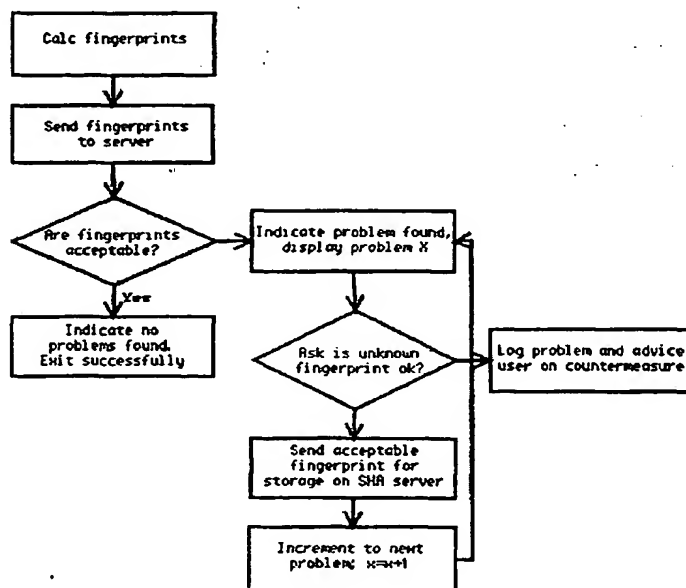 Calc fingerprints
Send fingerprints
to server
Are fingerprints
acceptable?
Yes
Indicate no
problems found.
Exit successfully
Indicate problem found,
display problem X
Ask is unknown
fingerprint ok?
Log problem and advice
user on countermeasure
Send acceptable
fingerprint for
storage on SHA server
Increment to next
problem; x=x+1